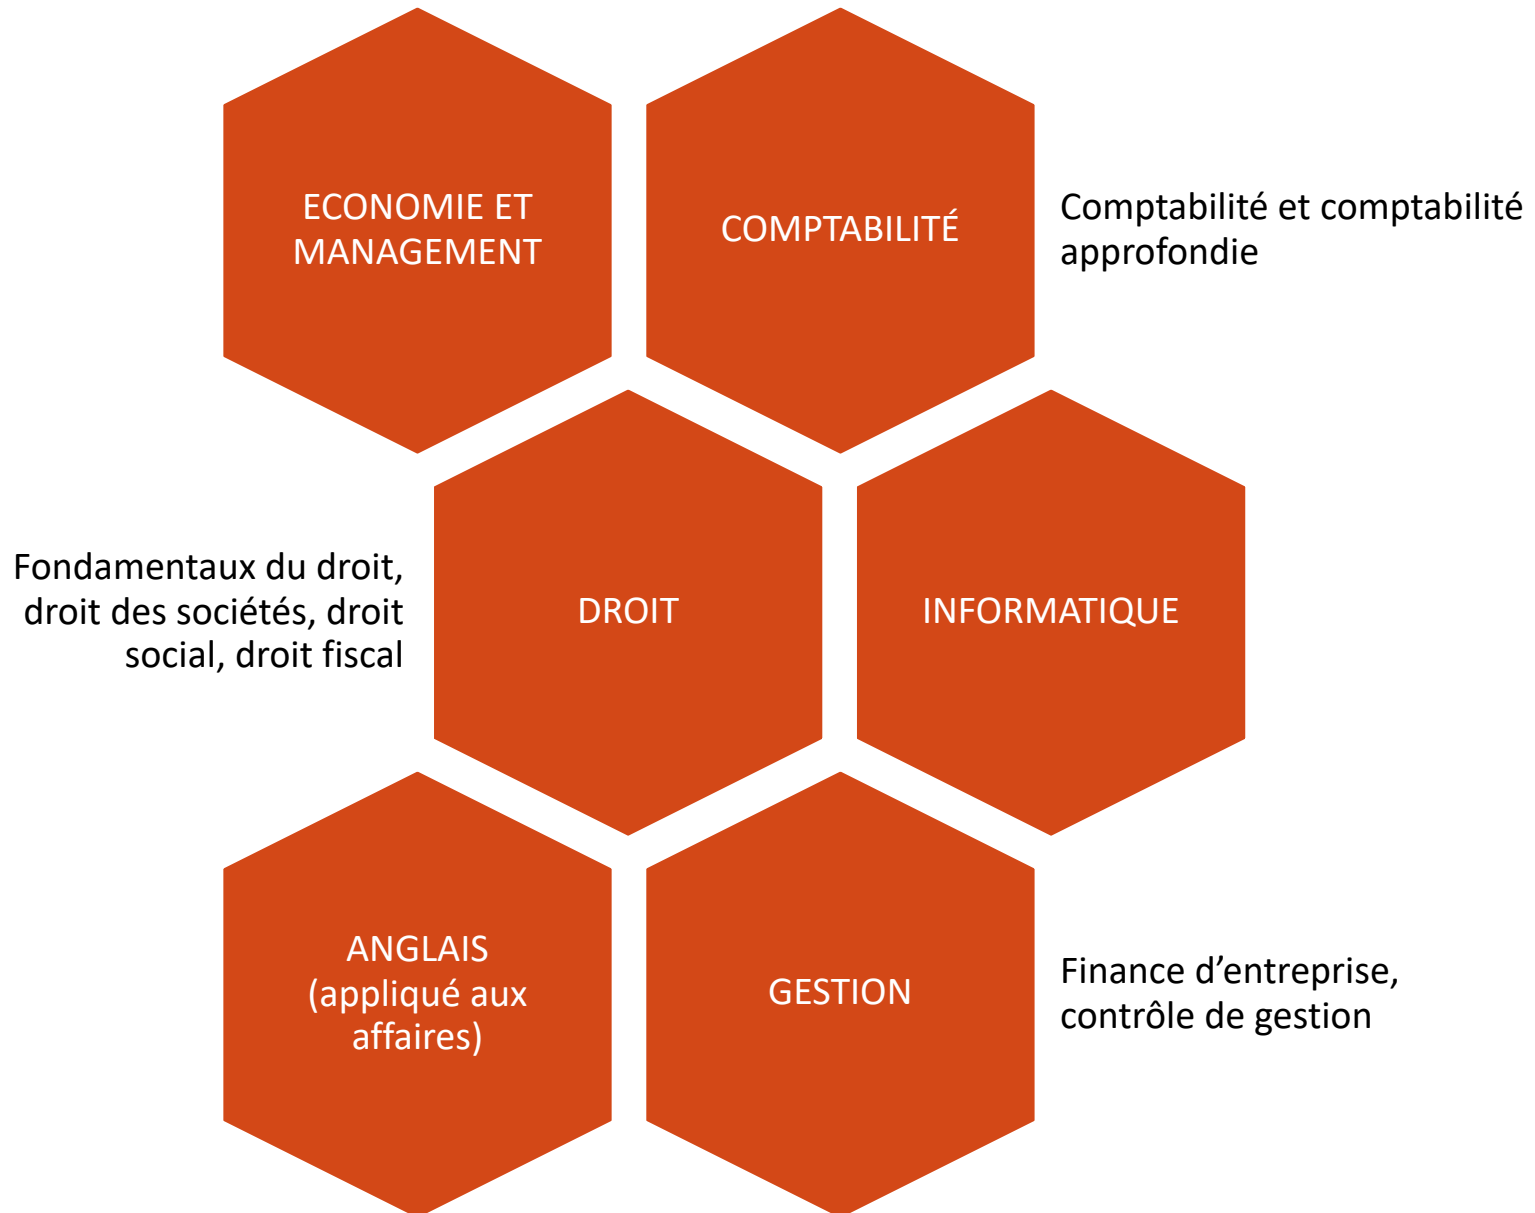 ECONOMIE ET
MANAGEMENT
COMPTABILITÉ
Comptabilité et comptabilité
approfondie
Fondamentaux du droit,
droit des sociétés, droit
social, droit fiscal
DROIT
INFORMATIQUE
ANGLAIS
(appliqué aux
affaires)
GESTION
Finance d’entreprise,
contrôle de gestion